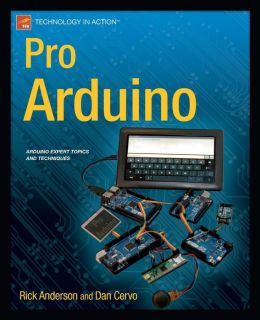 TECHNOLOGY IN ACTION™
Pro
Arduino
ARDUINO EXPERT TOPICS
AND TECHNIQUES
Rick Anderson and Dan Cervo